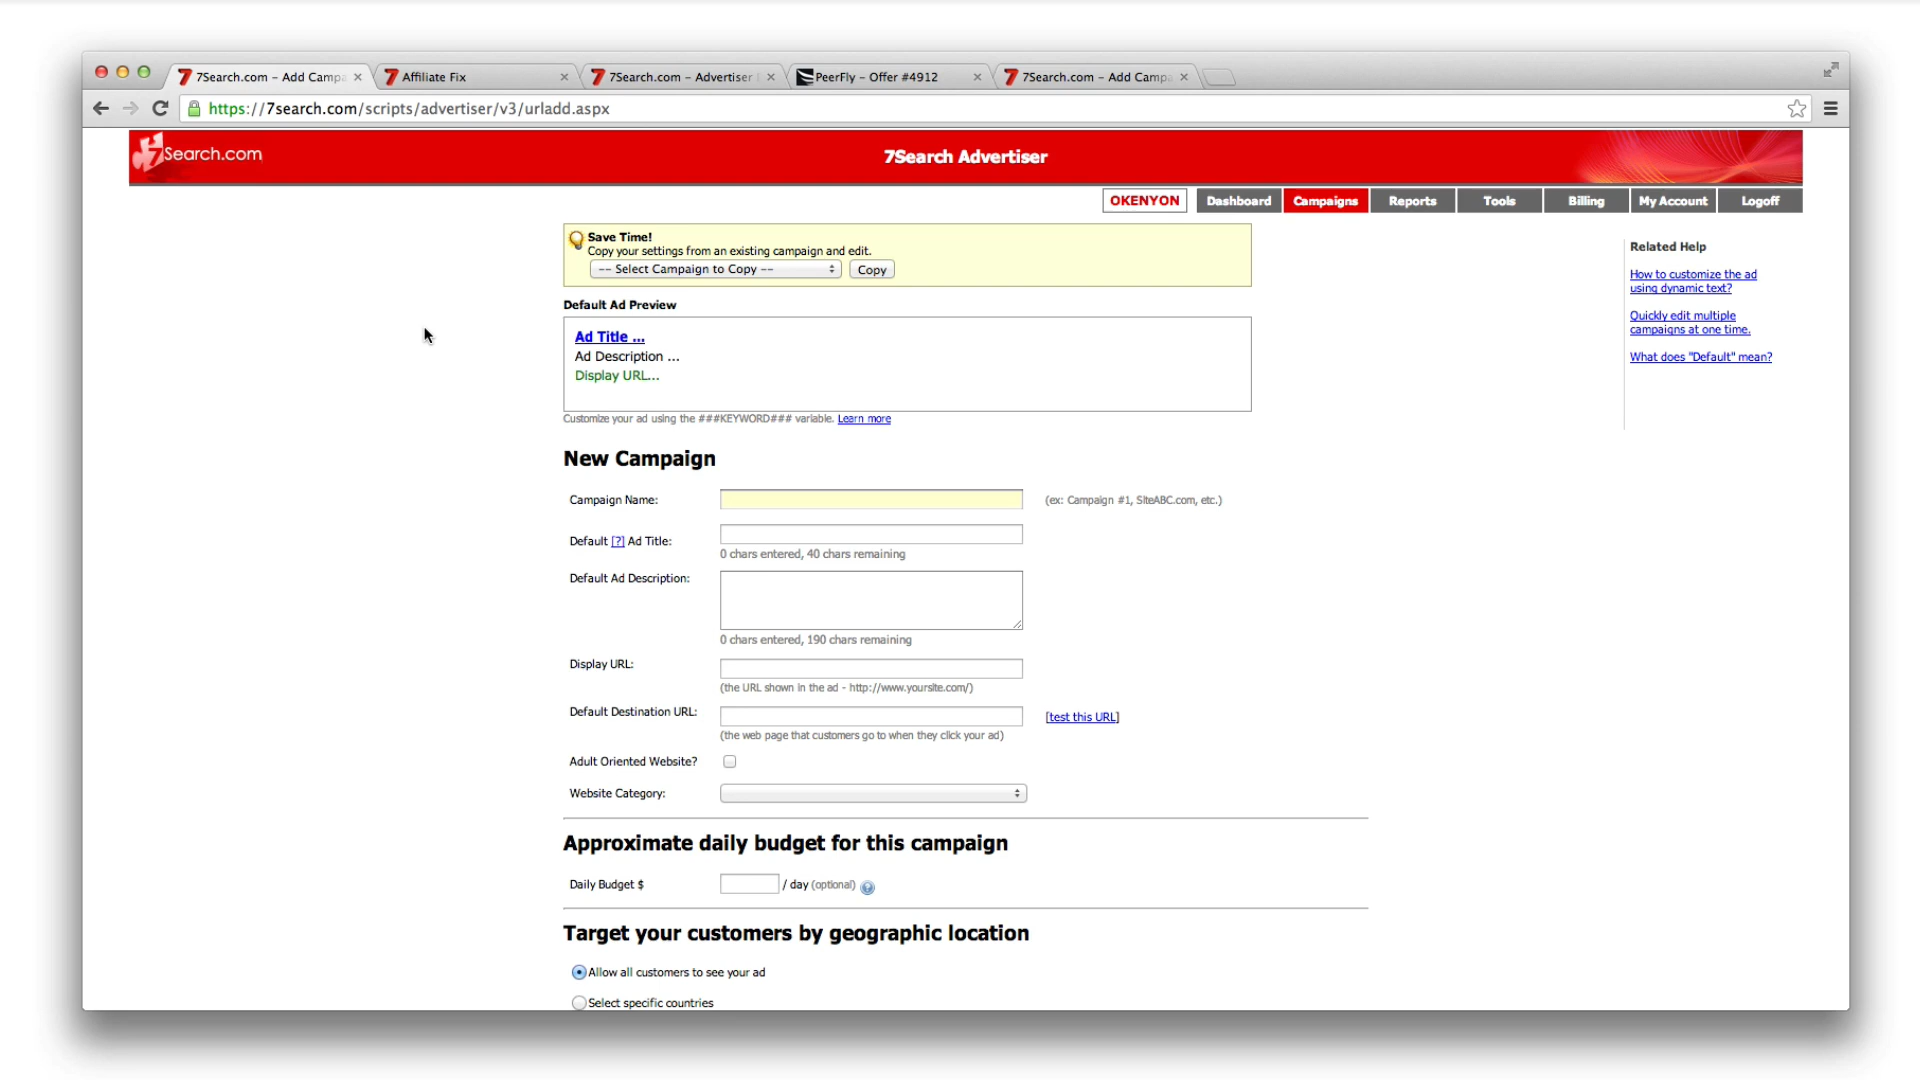 7Search.com – Add Campa
Affiliate Fix
7Search.com – Advertiser
PeerFly – Offer #4912
7Search.com – Add Campa
https://7search.com/scripts/advertiser/v3/urladd.aspx
7Search.com
7Search Advertiser
OKENYON
Dashboard
Campaigns
Reports
Tools
Billing
My Account
Logoff
Save Time!
Copy your settings from an existing campaign and edit.
-- Select Campaign to Copy --
Copy
Related Help
How to customize the ad
using dynamic text?
Quickly edit multiple
campaigns at one time.
What does "Default" mean?
Default Ad Preview
Ad Title ...
Ad Description ...
Display URL...
Customize your ad using the ###KEYWORD### variable. Learn more
New Campaign
Campaign Name:
(ex: Campaign #1, SiteABC.com, etc.)
Default [?] Ad Title:
0 chars entered, 40 chars remaining
Default Ad Description:
0 chars entered, 190 chars remaining
Display URL:
(the URL shown in the ad - http://www.yoursite.com/)
Default Destination URL:
[test this URL]
(the web page that customers go to when they click your ad)
Adult Oriented Website?
Website Category:
Approximate daily budget for this campaign
Daily Budget $
/ day (optional)
Target your customers by geographic location
Allow all customers to see your ad
Select specific countries